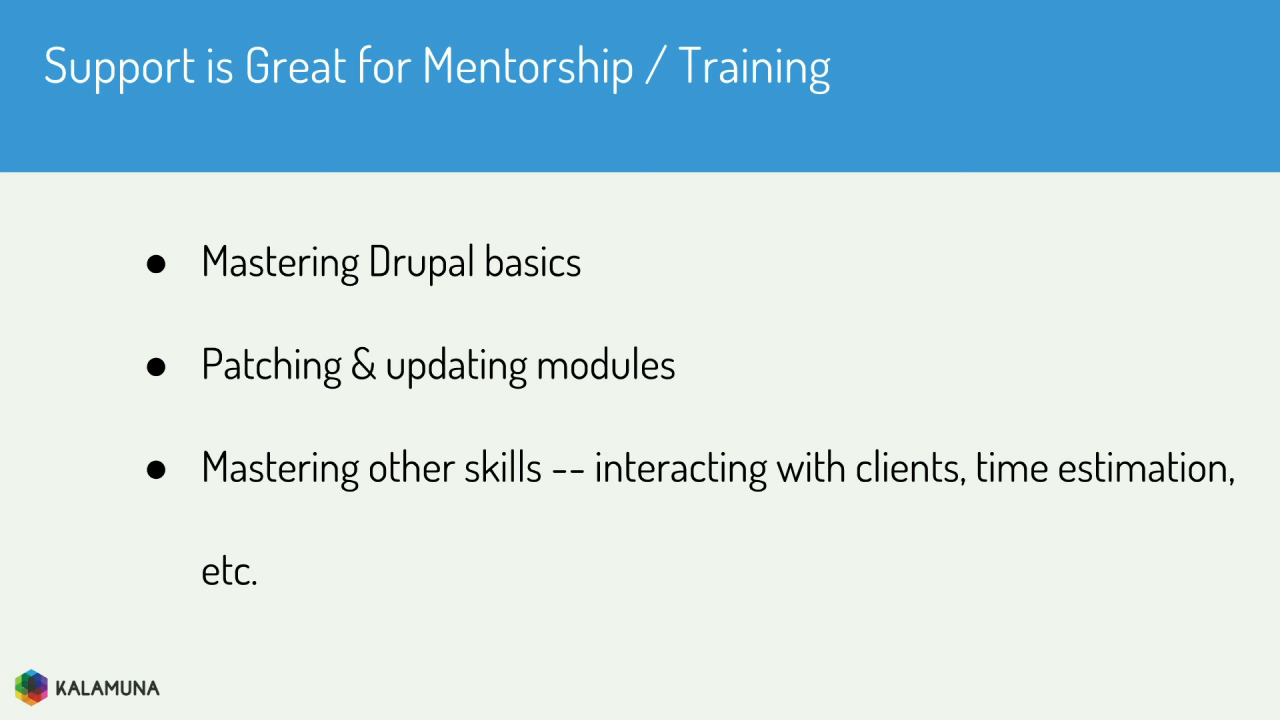 Support is Great for Mentorship / Training
● Mastering Drupal basics
● Patching & updating modules
● Mastering other skills -- interacting with clients, time estimation,
etc.
KALAMUNA